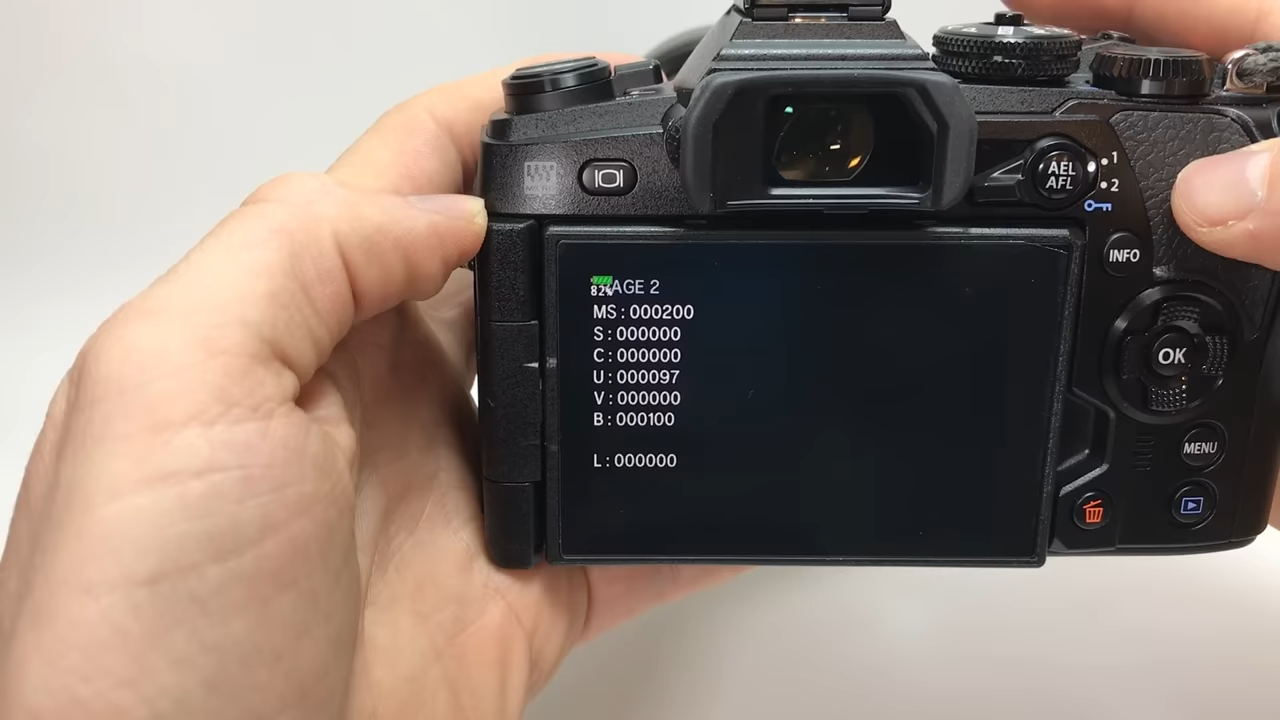 AEL
AFL
1
2
INFO
82%
AGE 2
MS:000200
S:000000
C:000000
U:000097
V:000000
B:000100
L:000000
OK
MENU